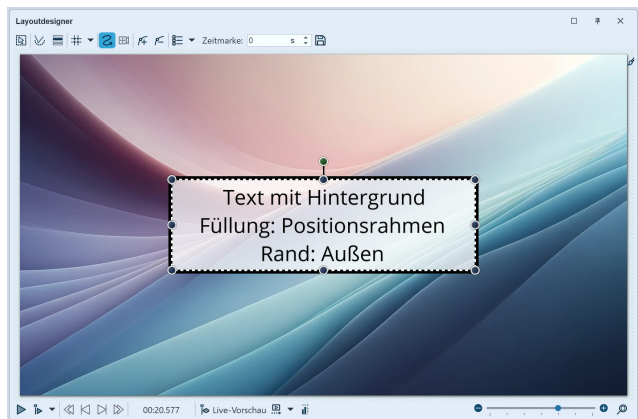 Layoutdesigner
Zeitmarke: 0 s
Text mit Hintergrund
Füllung: Positionsrahmen
Rand: Außen
00:20.577 Live-Vorschau